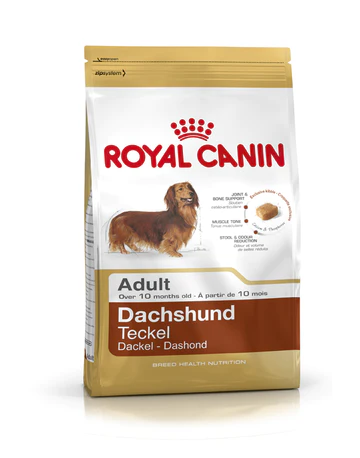 zipsystem
ROYAL CANIN
JOINT &
BONE SUPPORT
MUSCLE TONE
STOOL & ODOUR
REDUCTION
Adult
Over 10 months old - À partir de 10 mois
Dachshund
Teckel
Dackel - Dashond
BREED HEALTH NUTRITION